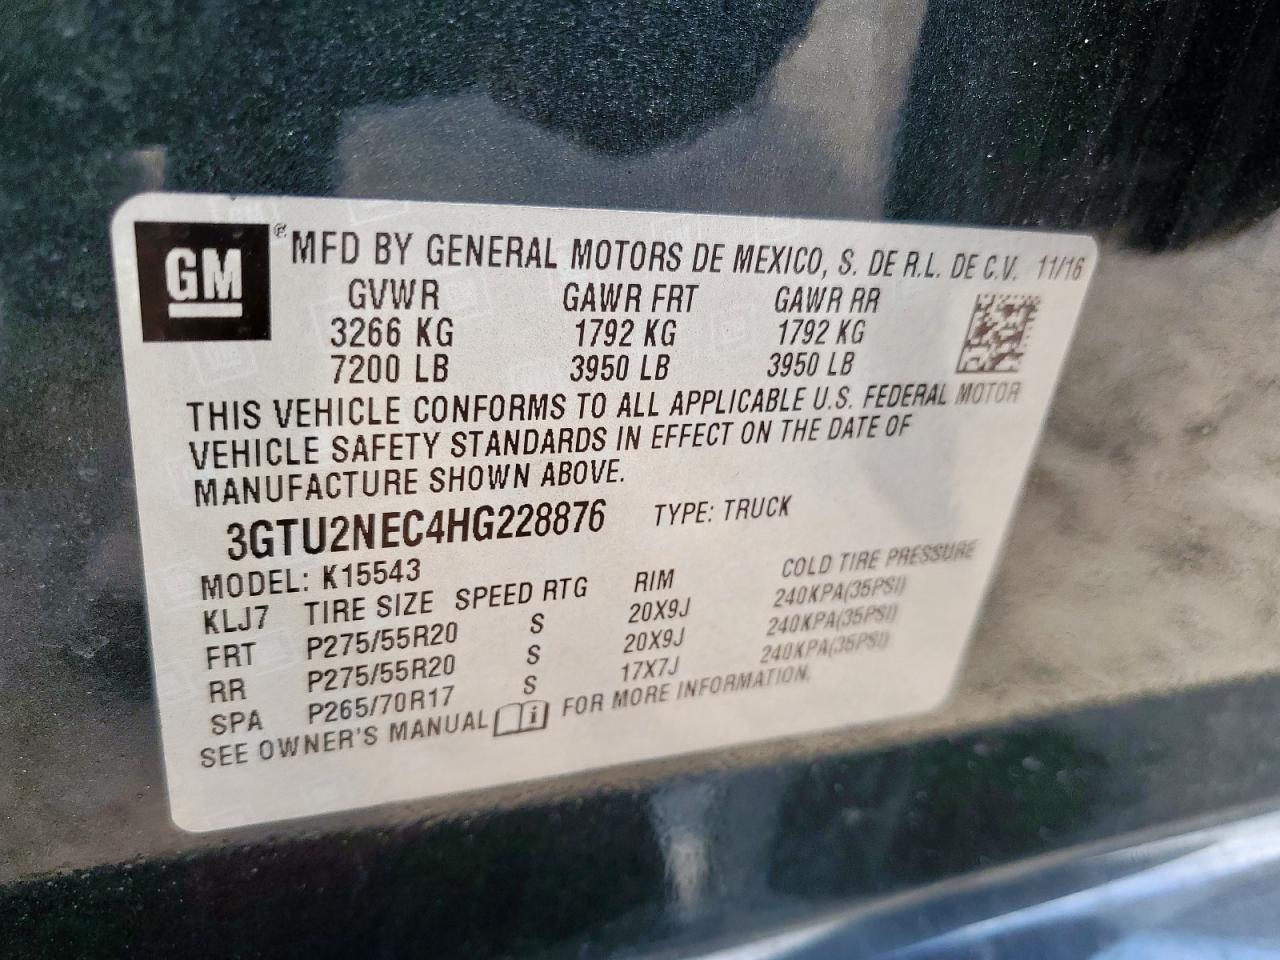 GM ® MFD BY GENERAL MOTORS DE MEXICO, S. DE R.L. DE C.V. 11/16
GVWR GAWR FRT GAWR RR
3266 KG 1792 KG 1792 KG
7200 LB 3950 LB 3950 LB
THIS VEHICLE CONFORMS TO ALL APPLICABLE U.S. FEDERAL MOTOR
VEHICLE SAFETY STANDARDS IN EFFECT ON THE DATE OF
MANUFACTURE SHOWN ABOVE.
3GTU2NEC4HG228876 TYPE: TRUCK
MODEL: K15543
KLJ7 TIRE SIZE SPEED RTG RIM COLD TIRE PRESSURE
FRT P275/55R20 S 20X9J 240KPA(35PSI)
RR P275/55R20 S 20X9J 240KPA(35PSI)
SPA P265/70R17 S 17X7J 240KPA(35PSI)
SEE OWNER'S MANUAL i FOR MORE INFORMATION.